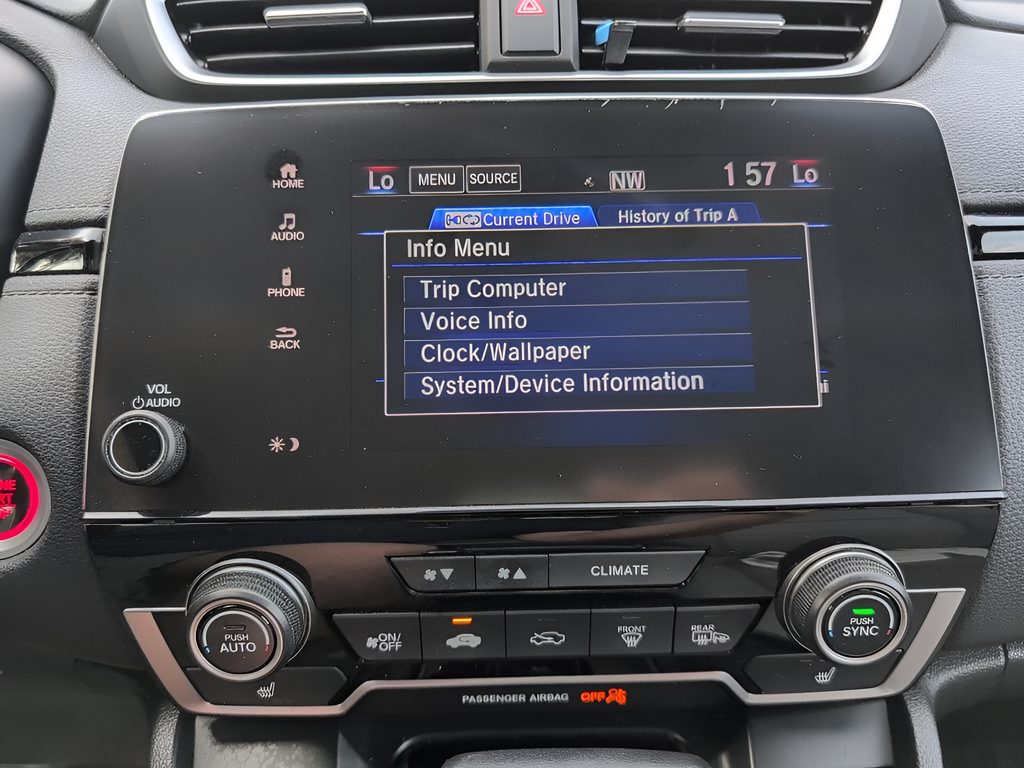 HOME
AUDIO
PHONE
BACK
VOL
AUDIO
Lo MENU SOURCE NW 1 57 Lo
Current Drive History of Trip A
Info Menu
Trip Computer
Voice Info
Clock/Wallpaper
System/Device Information
CLIMATE
PUSH
AUTO
ON/
OFF
FRONT
REAR
PUSH
SYNC
PASSENGER AIRBAG OFF